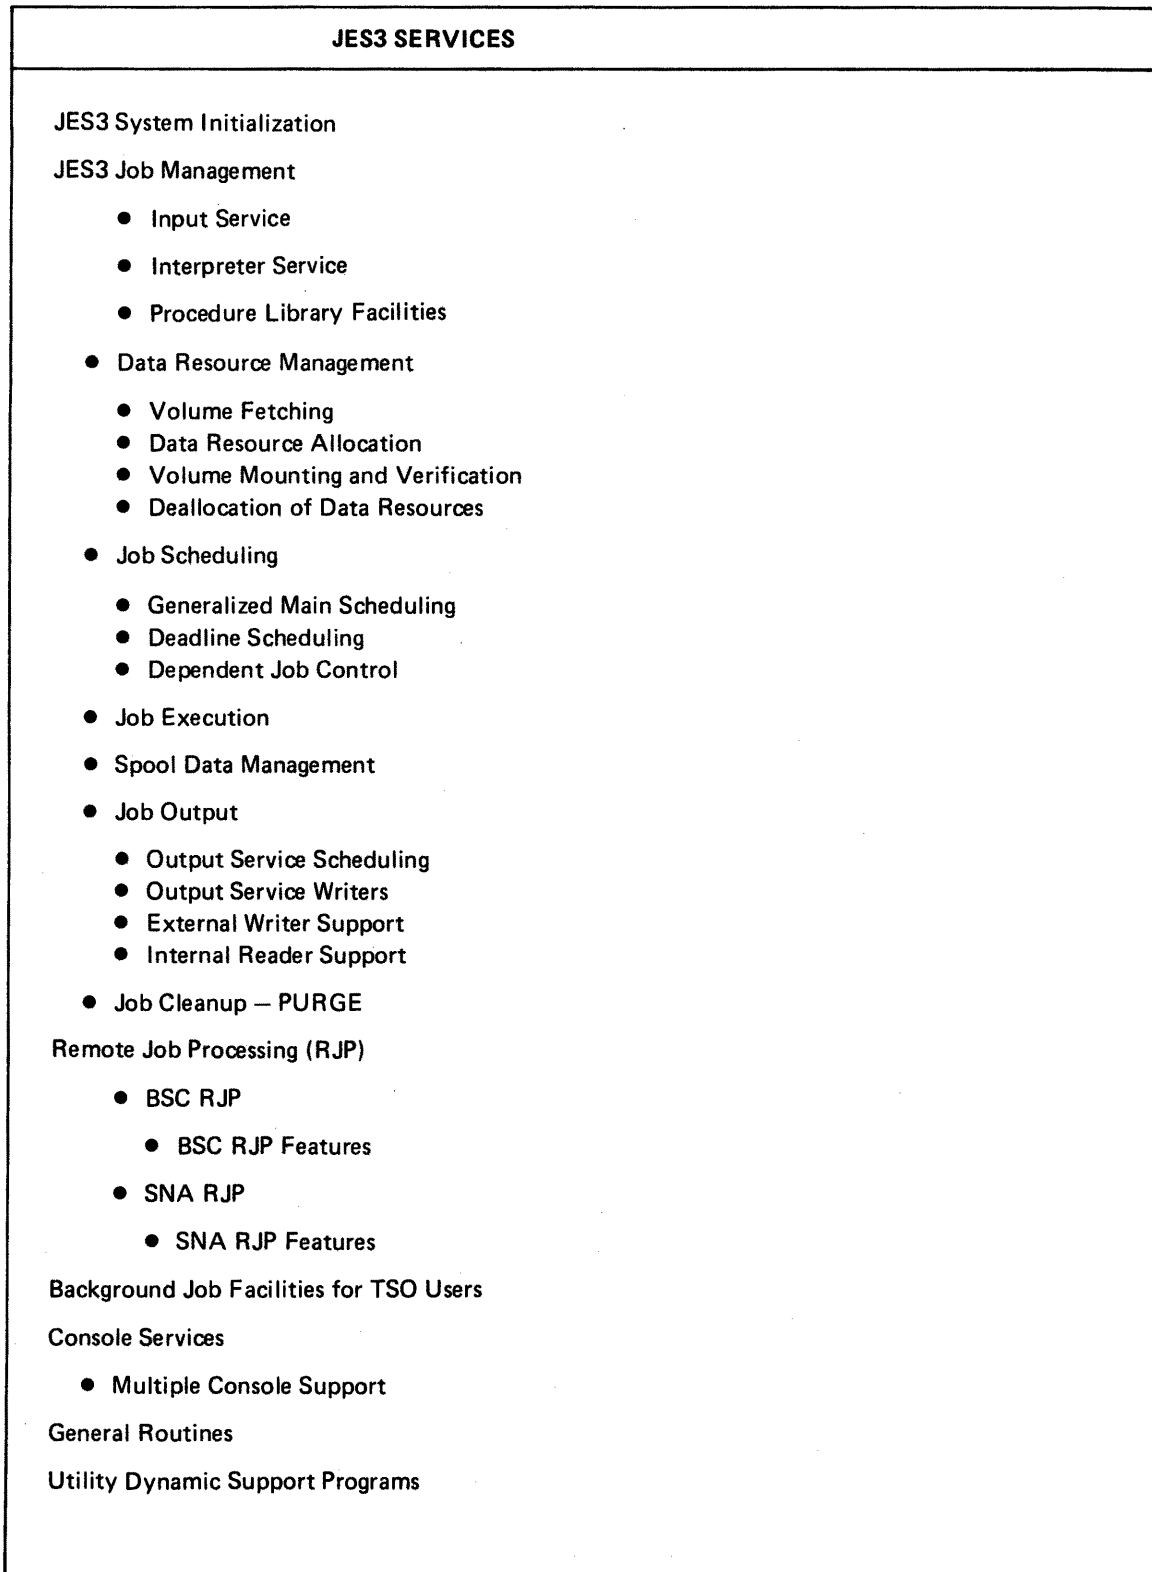 JES3 SERVICES
JES3 System Initialization
JES3 Job Management
● Input Service
● Interpreter Service
● Procedure Library Facilities
● Data Resource Management
● Volume Fetching
● Data Resource Allocation
● Volume Mounting and Verification
● Deallocation of Data Resources
● Job Scheduling
● Generalized Main Scheduling
● Deadline Scheduling
● Dependent Job Control
● Job Execution
● Spool Data Management
● Job Output
● Output Service Scheduling
● Output Service Writers
● External Writer Support
● Internal Reader Support
● Job Cleanup — PURGE
Remote Job Processing (RJP)
● BSC RJP
● BSC RJP Features
● SNA RJP
● SNA RJP Features
Background Job Facilities for TSO Users
Console Services
● Multiple Console Support
General Routines
Utility Dynamic Support Programs